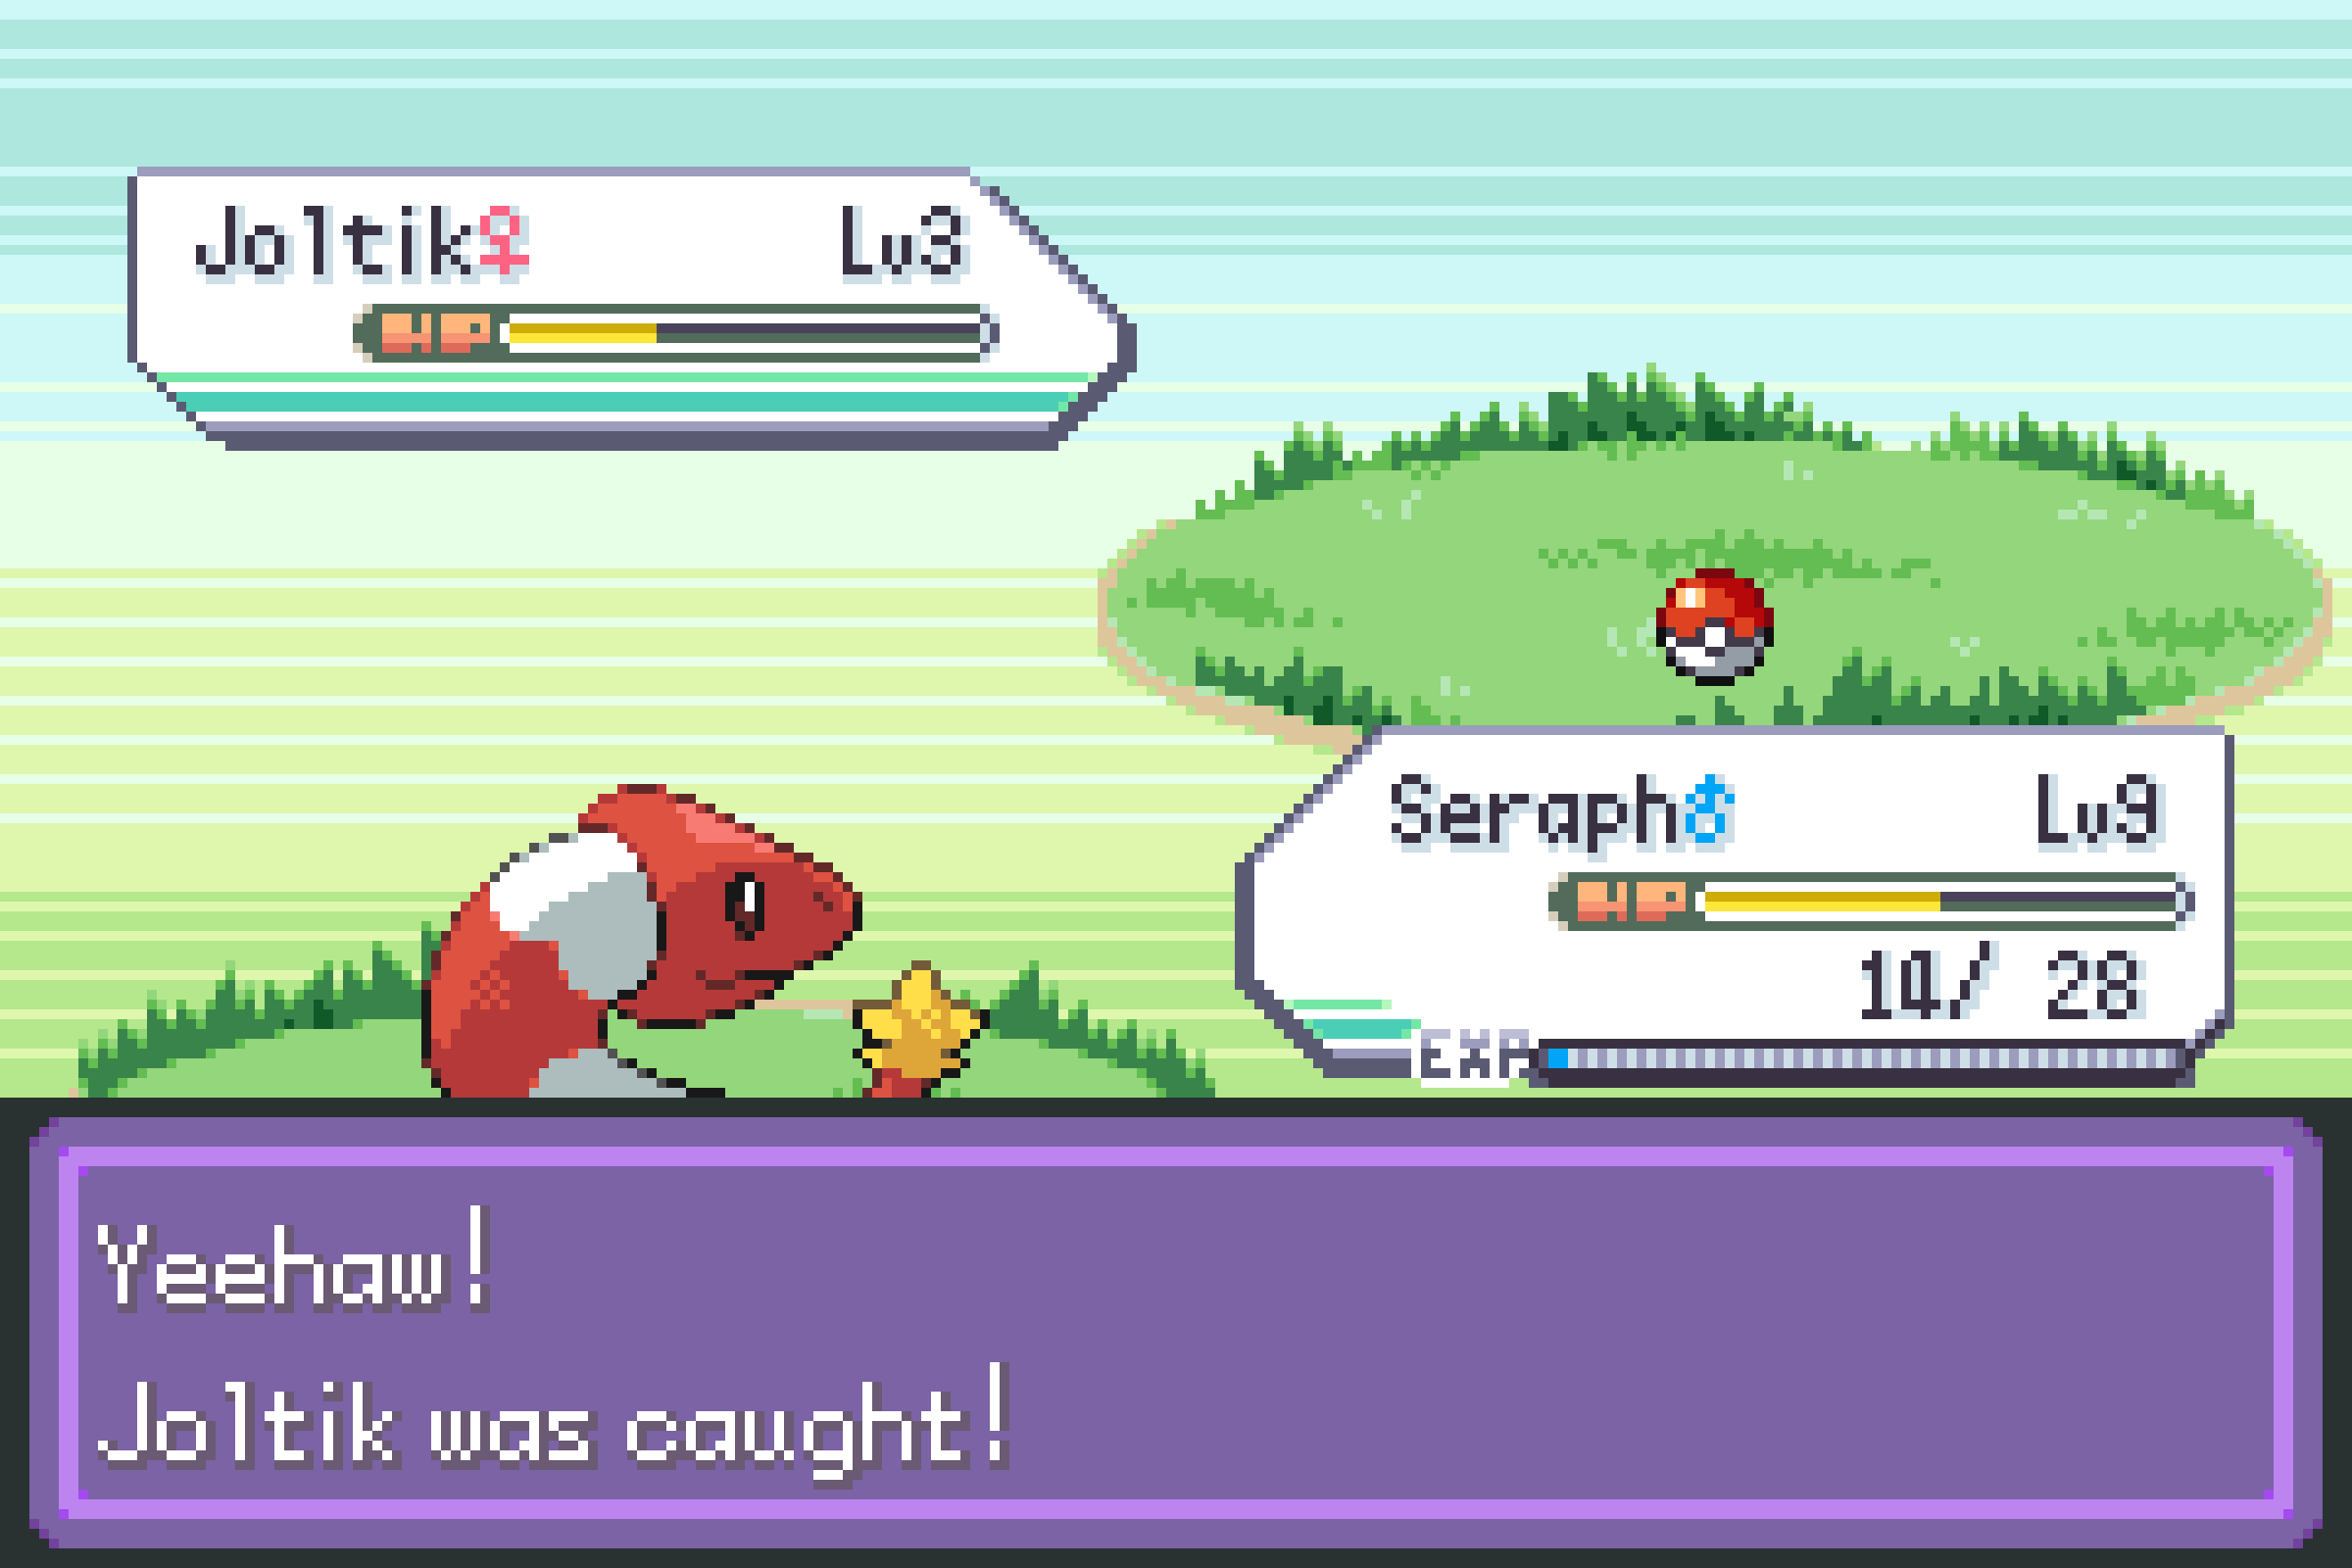 Joltik♀ Lv3
HP
Seraph♂ Lv9
HP
14/ 28
EXP
Yeehaw!
Joltik was caught!